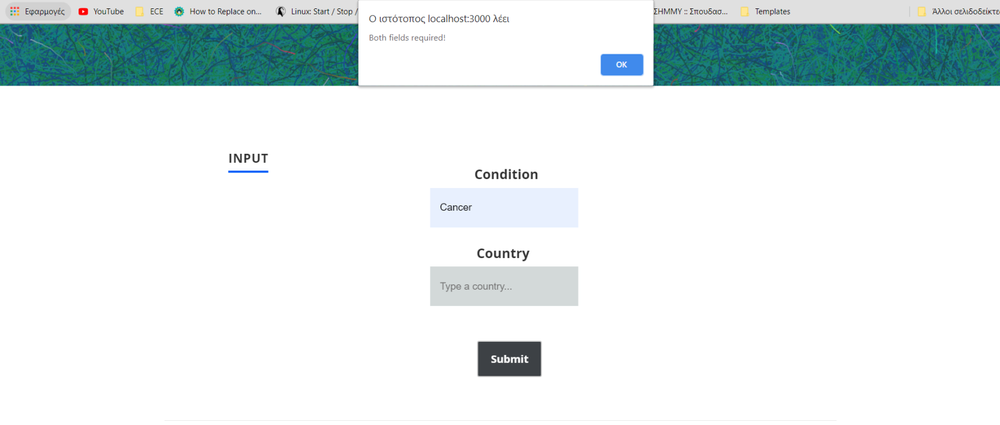 Εφαρμογές YouTube ECE How to Replace on... Linux: Start / Stop / ΣΗΜΜΥ :: Σπουδασ... Templates Άλλοι σελιδοδείκτε
Ο ιστότοπος localhost:3000 λέει
Both fields required!
OK
INPUT
Condition
Cancer
Country
Type a country...
Submit